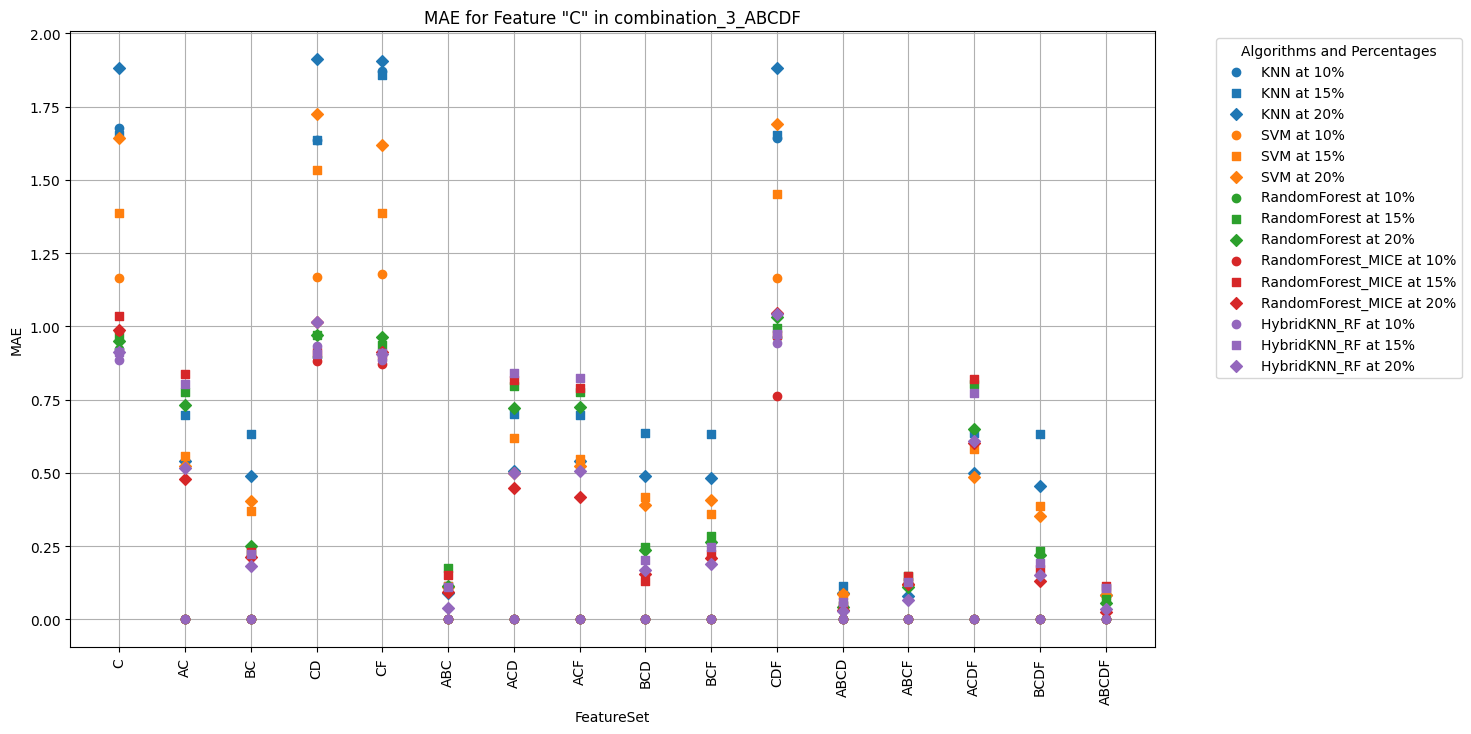 MAE for Feature "C" in combination_3_ABCDF
MAE
2.00
1.75
1.50
1.25
1.00
0.75
0.50
0.25
0.00
C
AC
BC
CD
CF
ABC
ACD
ACF
BCD
BCF
CDF
ABCD
ABCF
ACDF
BCDF
ABCDF
FeatureSet
Algorithms and Percentages
KNN at 10%
KNN at 15%
KNN at 20%
SVM at 10%
SVM at 15%
SVM at 20%
RandomForest at 10%
RandomForest at 15%
RandomForest at 20%
RandomForest_MICE at 10%
RandomForest_MICE at 15%
RandomForest_MICE at 20%
HybridKNN_RF at 10%
HybridKNN_RF at 15%
HybridKNN_RF at 20%